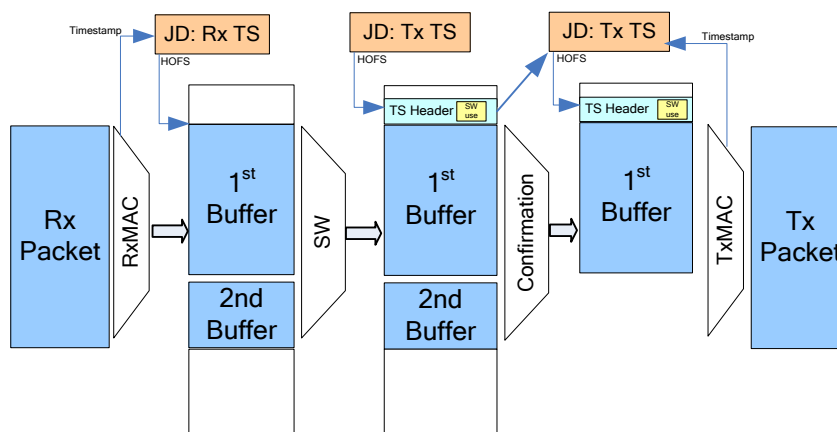 Timestamp
JD: Rx TS
HOFS
JD: Tx TS
HOFS
JD: Tx TS
HOFS
Timestamp
TS Header
SW
use
TS Header
SW
use
Rx
Packet
RxMAC
1st
Buffer
2nd
Buffer
SW
1st
Buffer
2nd
Buffer
Confirmation
1st
Buffer
TxMAC
Tx
Packet